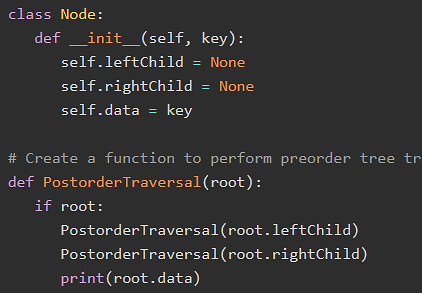 class Node:
def __init__(self, key):
self.leftChild = None
self.rightChild = None
self.data = key
# Create a function to perform preorder tree tr
def PostorderTraversal(root):
if root:
PostorderTraversal(root.leftChild)
PostorderTraversal(root.rightChild)
print(root.data)